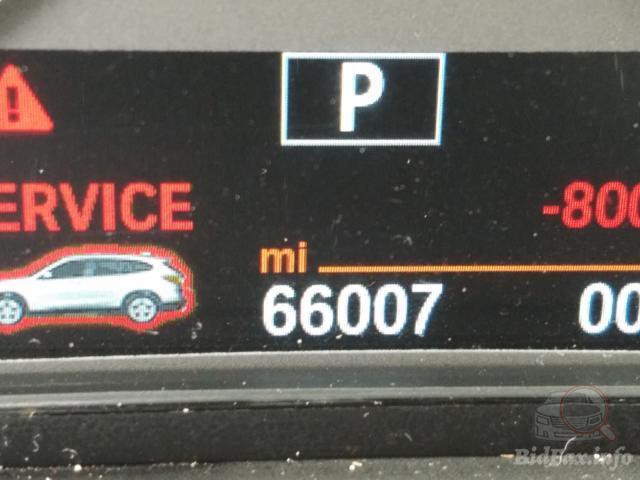 P
ERVICE
-800
mi
66007 00
BidFax.info